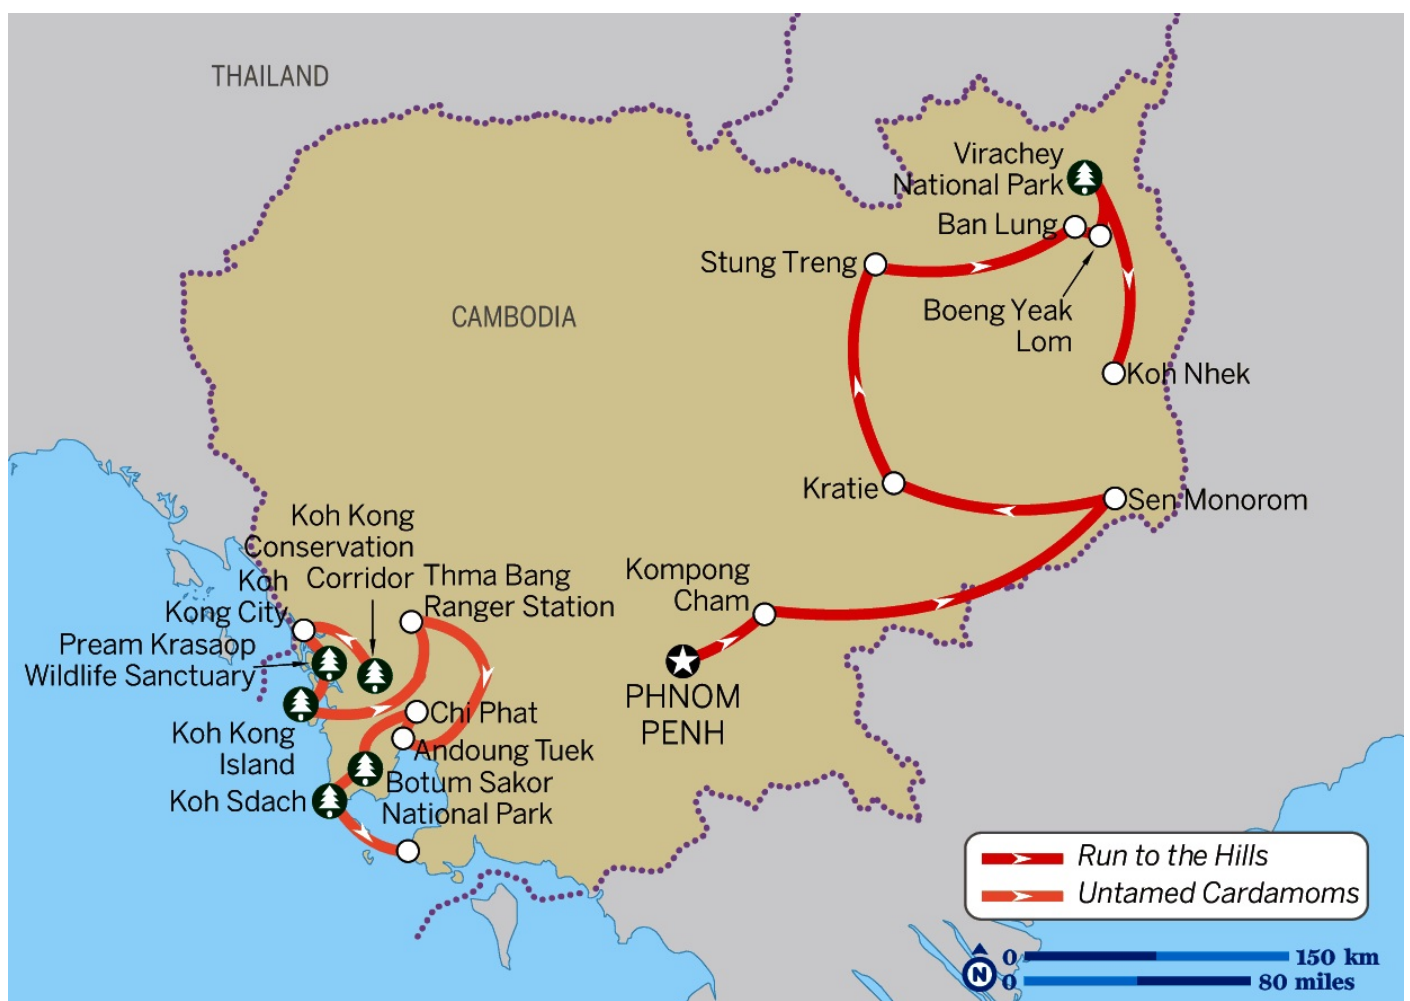 THAILAND
CAMBODIA
Virachey
National Park
Ban Lung
Stung Treng
Boeng Yeak
Lom
Koh Nhek
Kratie
Sen Monorom
Koh Kong
Conservation
Corridor
Koh
Kong City
Thma Bang
Ranger Station
Kompong
Cham
Pream Krasaop
Wildlife Sanctuary
PHNOM
PENH
Chi Phat
Koh Kong
Island
Andoung Tuek
Botum Sakor
National Park
Koh Sdach
Run to the Hills
Untamed Cardamoms
N
0 150 km
0 80 miles